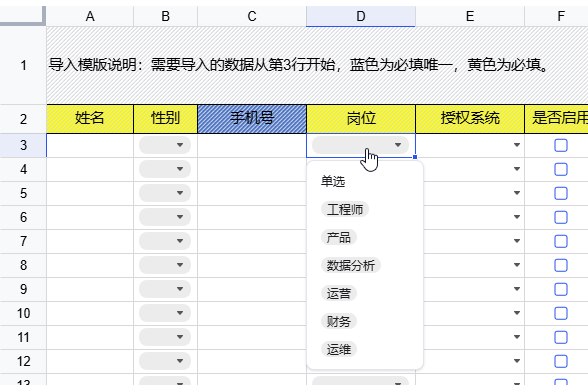 A B C D E F
1 导入模版说明：需要导入的数据从第3行开始，蓝色为必填唯一，黄色为必填。
2 姓名 性别 手机号 岗位 授权系统 是否启用
3
4
单选
5
工程师
6
7
产品
8
数据分析
9
运营
10
财务
11
12
运维
13